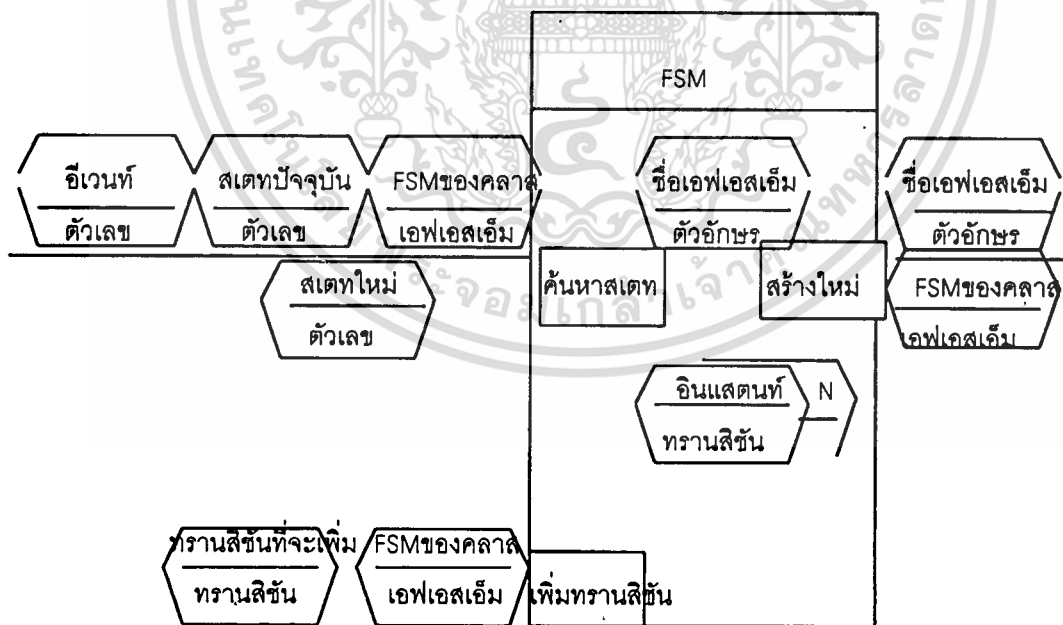 FSM
อีเวนท์
ตัวเลข
สเตทปัจจุบัน
ตัวเลข
FSMของคลาส
เอฟเอสเอ็ม
ชื่อเอฟเอสเอ็ม
ตัวอักษร
ชื่อเอฟเอสเอ็ม
ตัวอักษร
สเตทใหม่
ตัวเลข
ค้นหาสเตท
สร้างใหม่
FSMของคลาส
เอฟเอสเอ็ม
อินแสตนท์
ทรานสิชัน
N
ทรานสิชันที่จะเพิ่ม
ทรานสิชัน
FSMของคลาส
เอฟเอสเอ็ม
เพิ่มทรานสิชัน